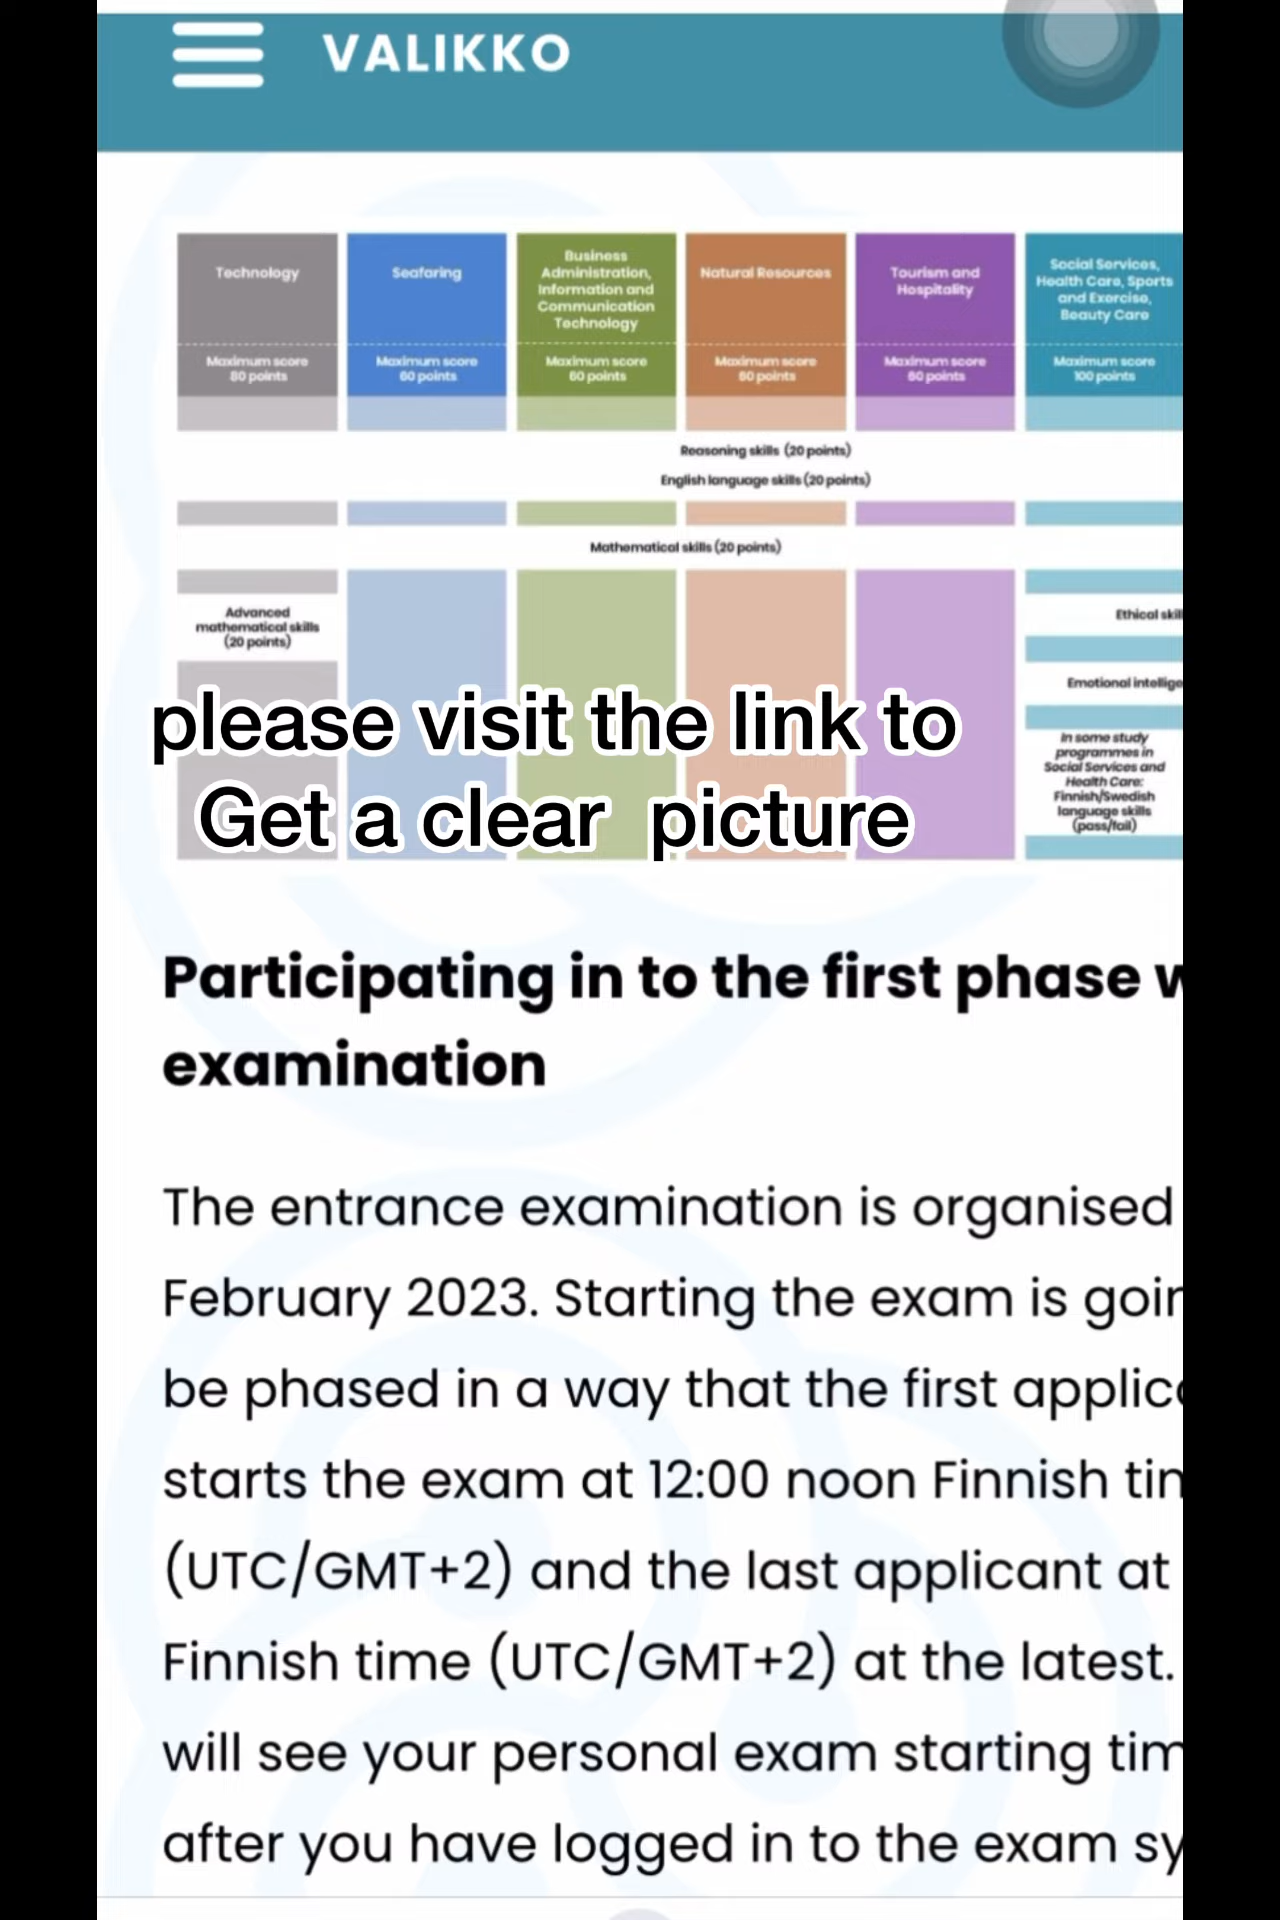 VALIKKO
Technology
Maximum score
80 points
Seafaring
Maximum score
60 points
Business
Administration,
Information and
Communication
Technology
Maximum score
60 points
Natural Resources
Maximum score
60 points
Tourism and
Hospitality
Maximum score
60 points
Social Services,
Health Care, Sports
and Exercise,
Beauty Care
Maximum score
100 points
Reasoning skills (20 points)
English language skills (20 points)
Mathematical skills (20 points)
Advanced
mathematical skills
(20 points)
Ethical skil
Emotional intellige
In some study
programmes in
Social Services and
Health Care:
Finnish/Swedish
language skills
(pass/fail)
please visit the link to
Get a clear picture
Participating in to the first phase w
examination
The entrance examination is organised
February 2023. Starting the exam is goin
be phased in a way that the first applica
starts the exam at 12:00 noon Finnish tim
(UTC/GMT+2) and the last applicant at
Finnish time (UTC/GMT+2) at the latest.
will see your personal exam starting tim
after you have logged in to the exam sy